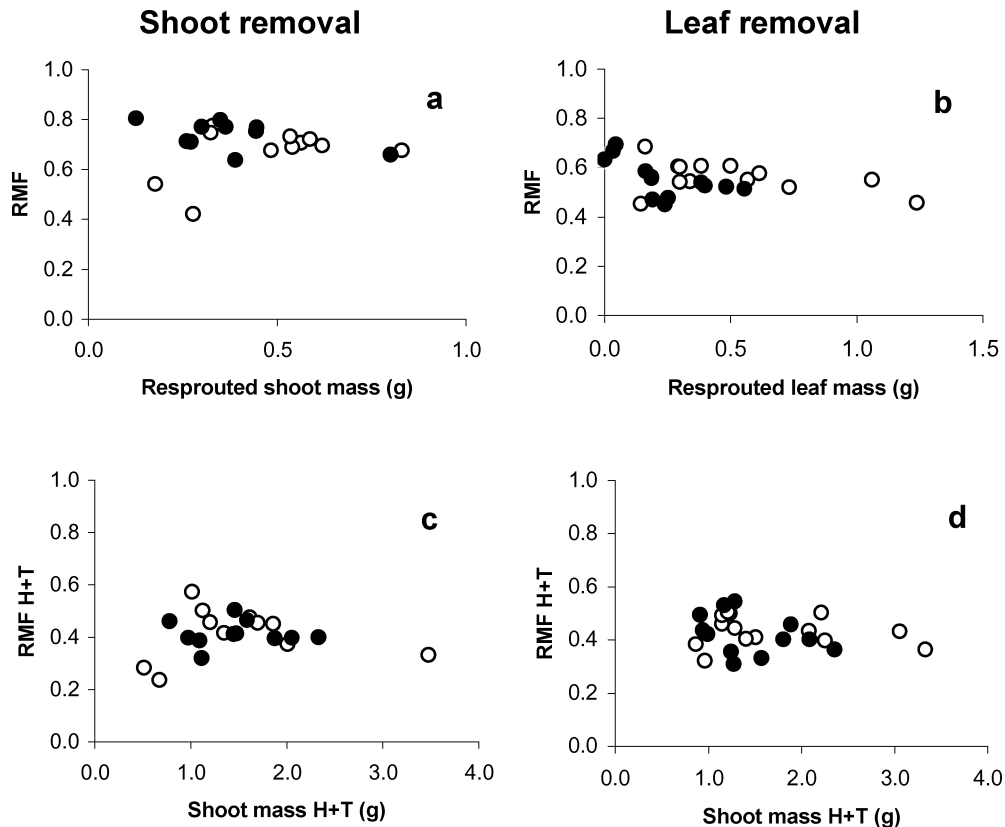 Shoot removal
Leaf removal
1.0
0.8
0.6
0.4
0.2
0.0
RMF
a
0.0
0.5
1.0
Resprouted shoot mass (g)
1.0
0.8
0.6
0.4
0.2
0.0
RMF
b
0.0
0.5
1.0
1.5
Resprouted leaf mass (g)
1.0
0.8
0.6
0.4
0.2
0.0
RMF H+T
c
0.0
1.0
2.0
3.0
4.0
Shoot mass H+T (g)
1.0
0.8
0.6
0.4
0.2
0.0
RMF H+T
d
0.0
1.0
2.0
3.0
4.0
Shoot mass H+T (g)